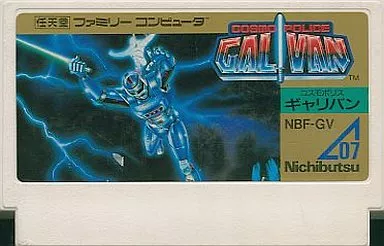 任天堂 ファミリー コンピュータ
COSMO POLICE
GALIVAN
TM
コスモポリス
ギャリバン
NBF-GV
07
Nichibutsu